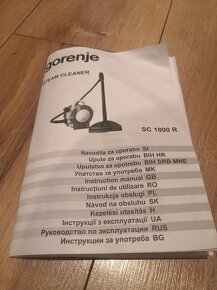 gorenje
STEAM CLEANER
SC 1800 R
Navodila za uporabo SI
Upute za uporabu BIH HR
Uputstvo za upotrebu BIH SRB MNE
Упатства за употреба MK
Instruction manual GB
Instrucțiuni de utilizare RO
Instrukcja obsługi PL
Návod na obsluhu SK
Kezelési utasítás H
Інструкції з експлуатації UA
Руководство по эксплуатации RUS
Инструкции за употреба BG